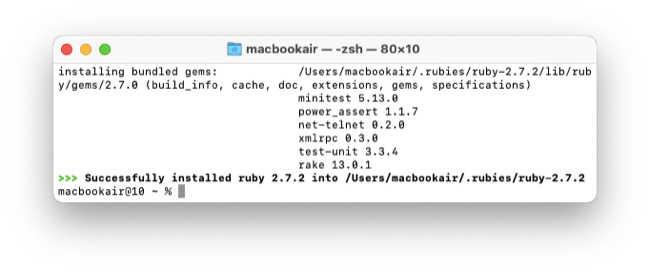 macbookair — -zsh — 80×10
installing bundled gems:            /Users/macbookair/.rubies/ruby-2.7.2/lib/rub
y/gems/2.7.0 (build_info, cache, doc, extensions, gems, specifications)
                                    minitest 5.13.0
                                    power_assert 1.1.7
                                    net-telnet 0.2.0
                                    xmlrpc 0.3.0
                                    test-unit 3.3.4
                                    rake 13.0.1
>>> Successfully installed ruby 2.7.2 into /Users/macbookair/.rubies/ruby-2.7.2
macbookair@10 ~ %